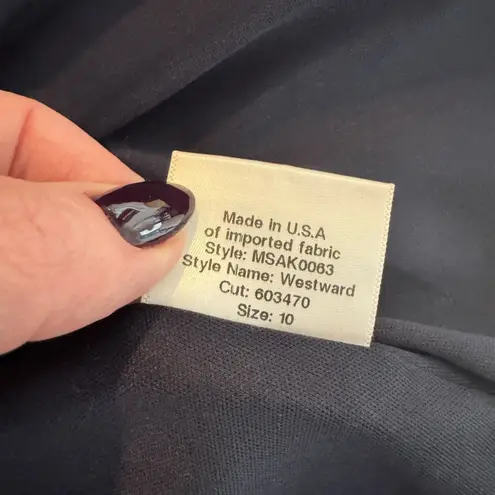 Made in U.S.A
of imported fabric
Style: MSAK0063
Style Name: Westward
Cut: 603470
Size: 10